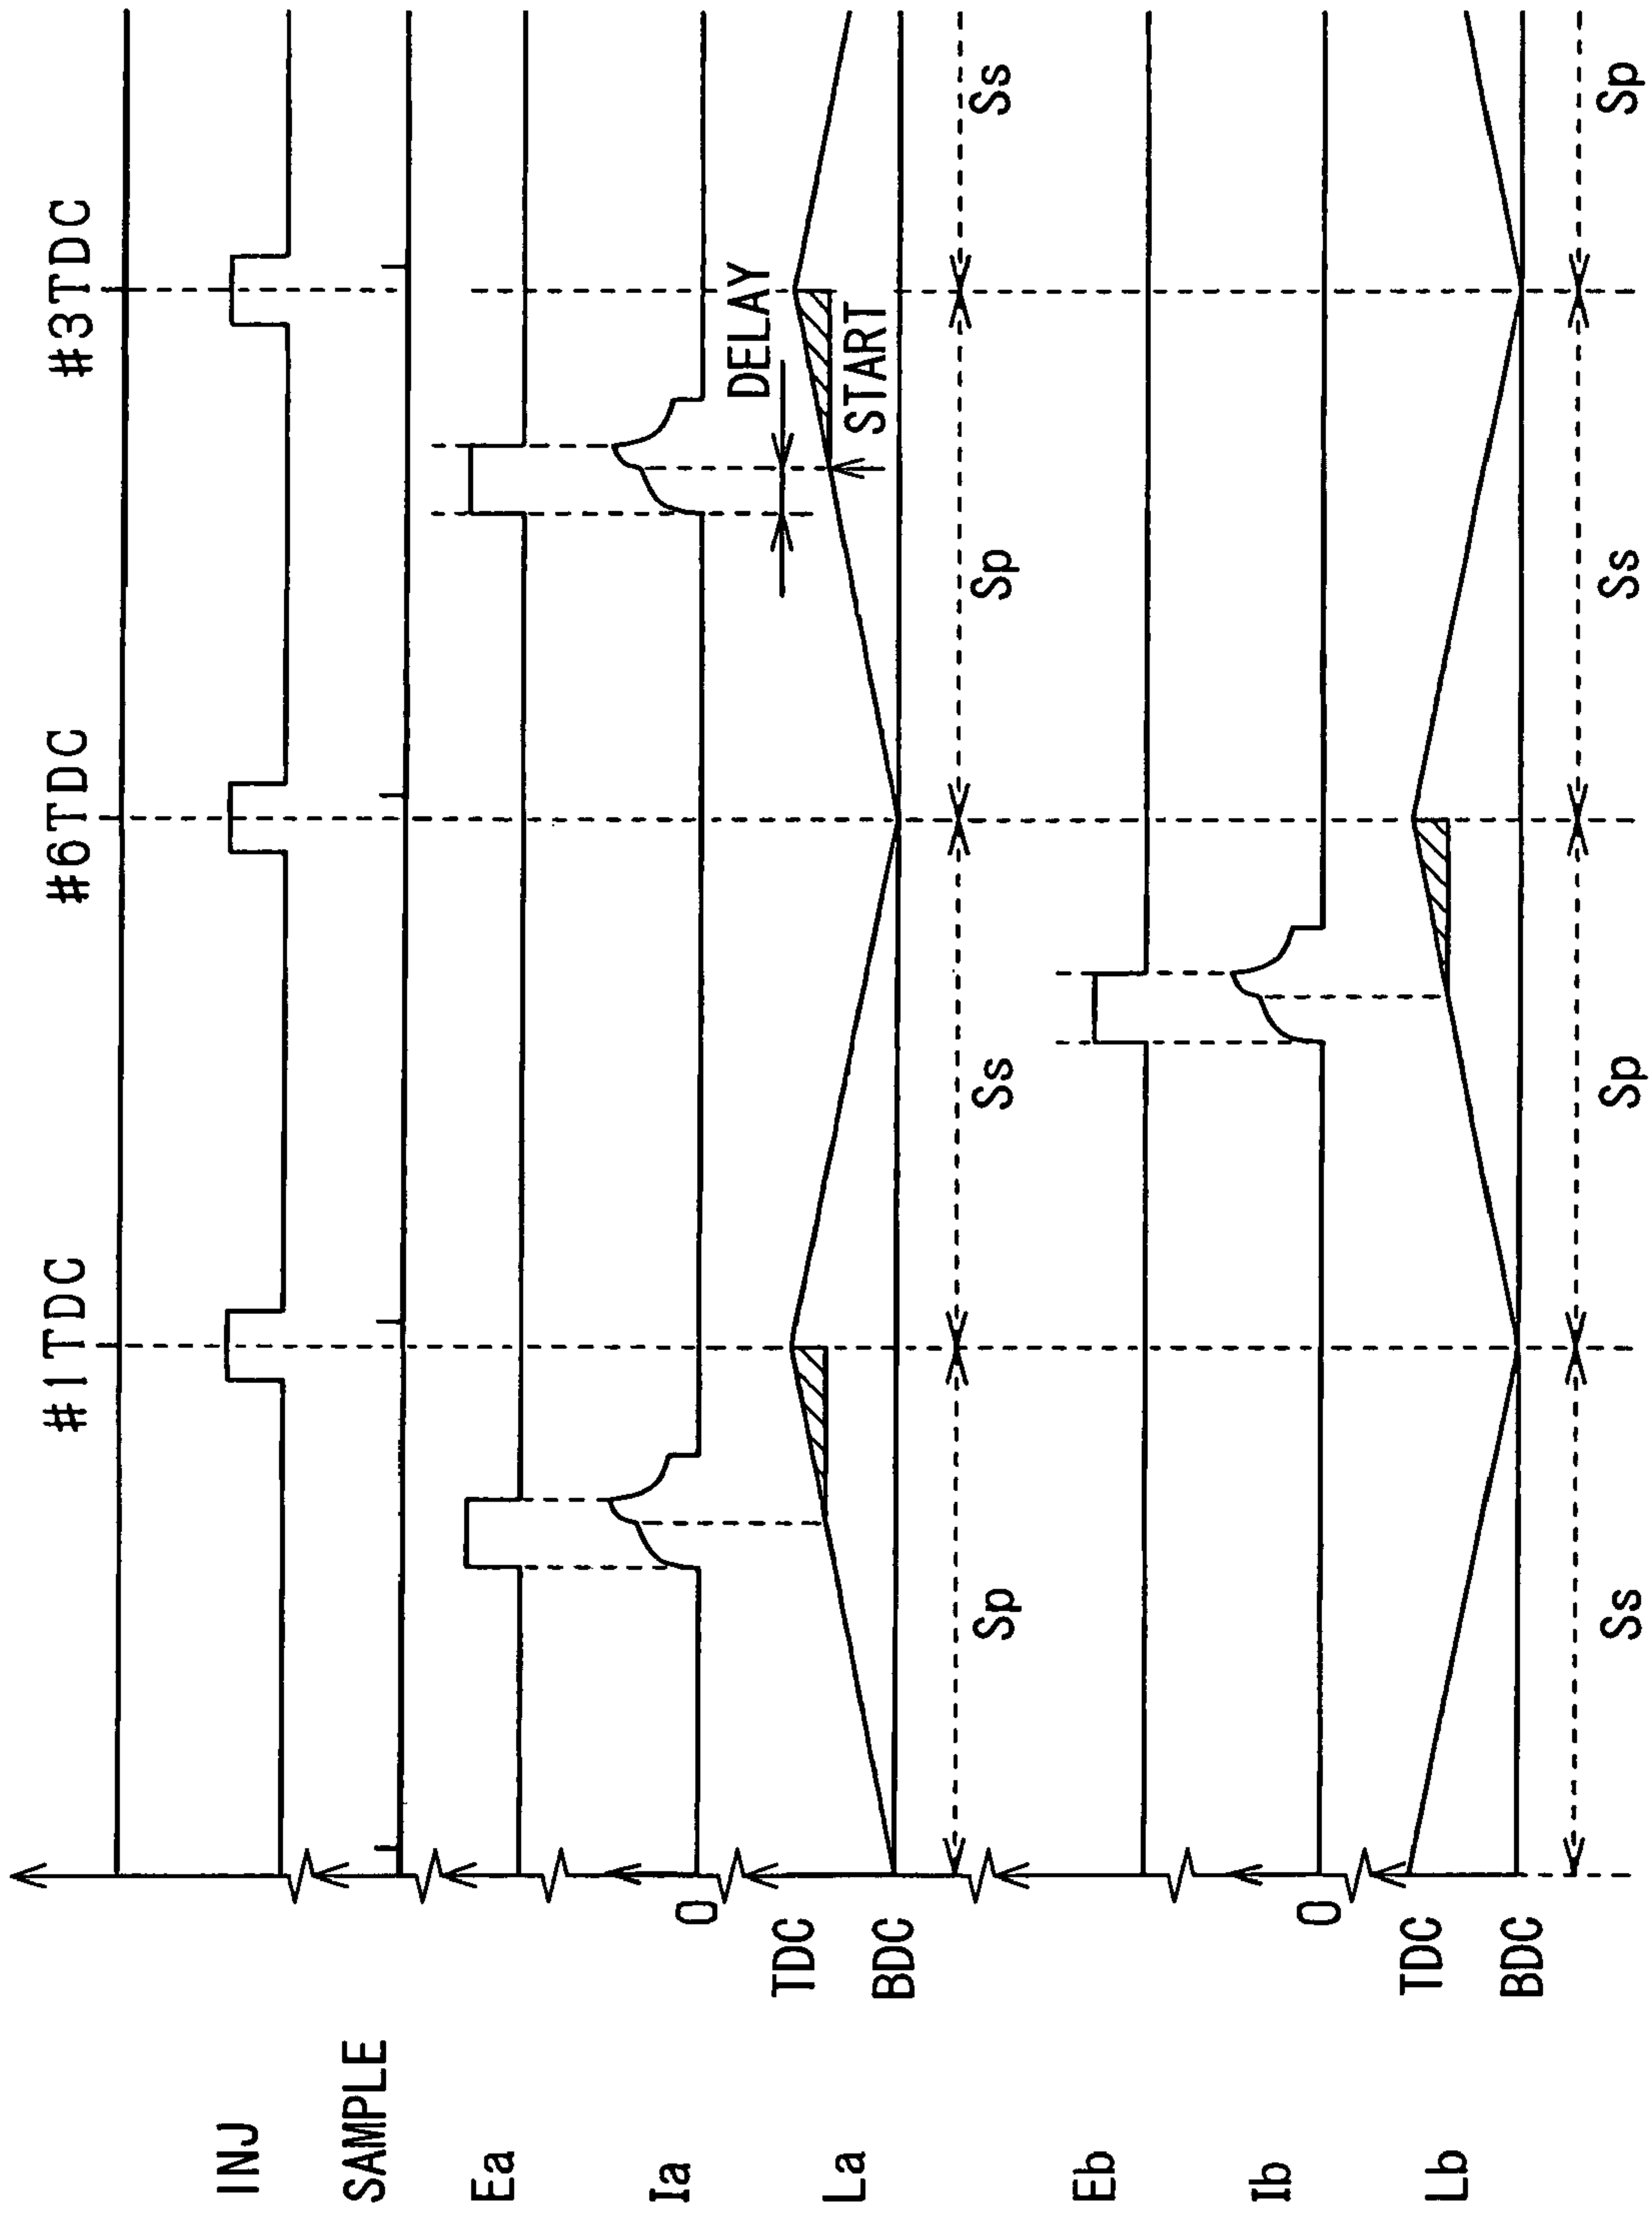 #1TDC #6TDC #3TDC
INJ
SAMPLE
Ea
Ia
0
DELAY
TDC
La
START
BDC
Sp Ss Sp Ss
Eb
Ib
0
TDC
Lb
BDC
Ss Sp Ss Sp